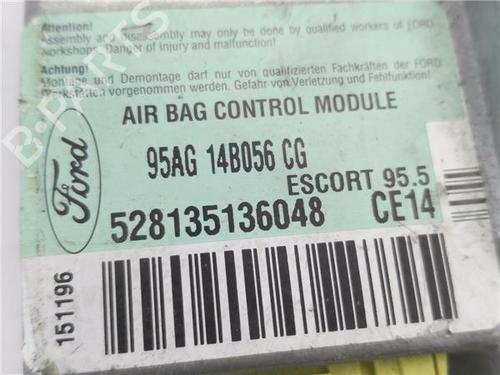 Attention!
Assembly and disassembly may only be done by qualified workers of FORD
workshops. Danger of injury and malfunction!
Achtung!
Montage und Demontage darf nur von qualifizierten Fachkräften der FORD
Werkstätten vorgenommen werden. Gefahr von Verletzung und Fehlfunktion!
AIR BAG CONTROL MODULE
95AG 14B056 CG
ESCORT 95.5
528135136048
CE14
Ford
151196
B-PARTS